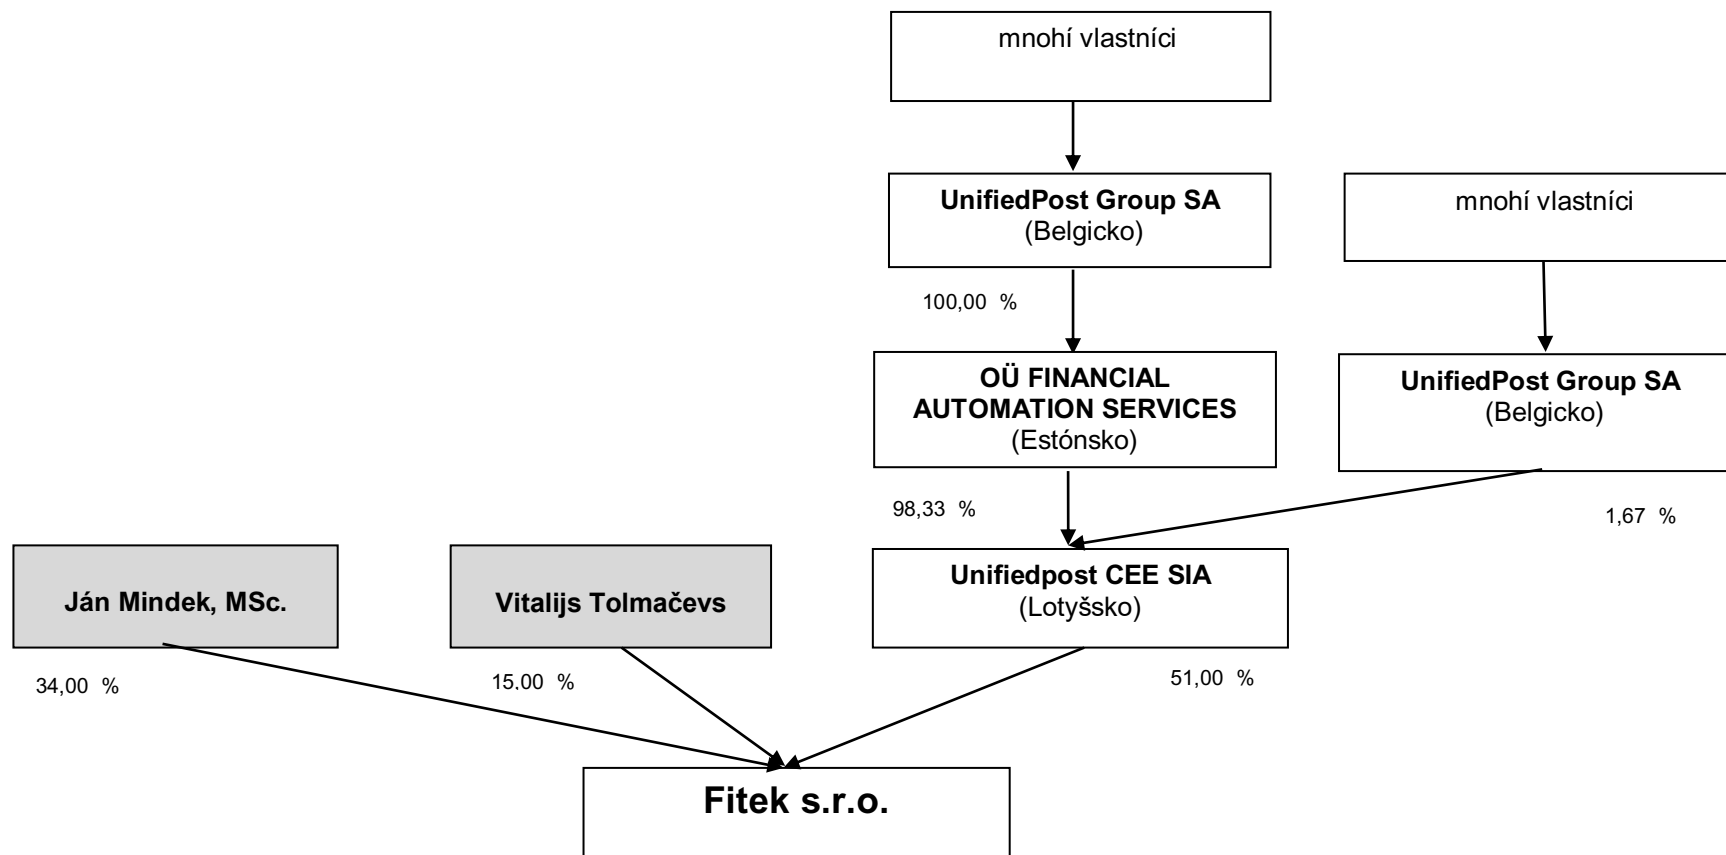 mnohí vlastníci
UnifiedPost Group SA
(Belgicko)
mnohí vlastníci
100,00 %
OÜ FINANCIAL
AUTOMATION SERVICES
(Estónsko)
UnifiedPost Group SA
(Belgicko)
98,33 %
1,67 %
Ján Mindek, MSc.
Vitalijs Tolmačevs
Unifiedpost CEE SIA
(Lotyšsko)
34,00 %
15,00 %
51,00 %
Fitek s.r.o.